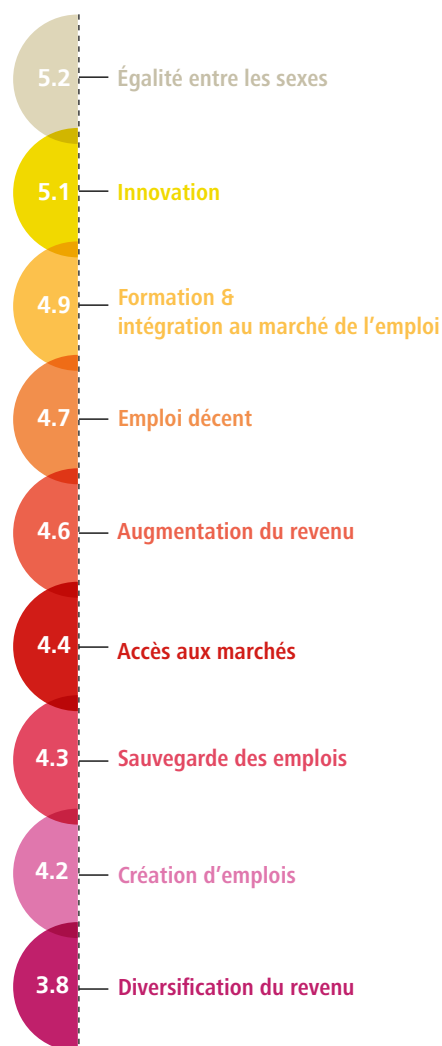 5.2 Égalité entre les sexes
5.1 Innovation
4.9 Formation &
intégration au marché de l’emploi
4.7 Emploi décent
4.6 Augmentation du revenu
4.4 Accès aux marchés
4.3 Sauvegarde des emplois
4.2 Création d’emplois
3.8 Diversification du revenu